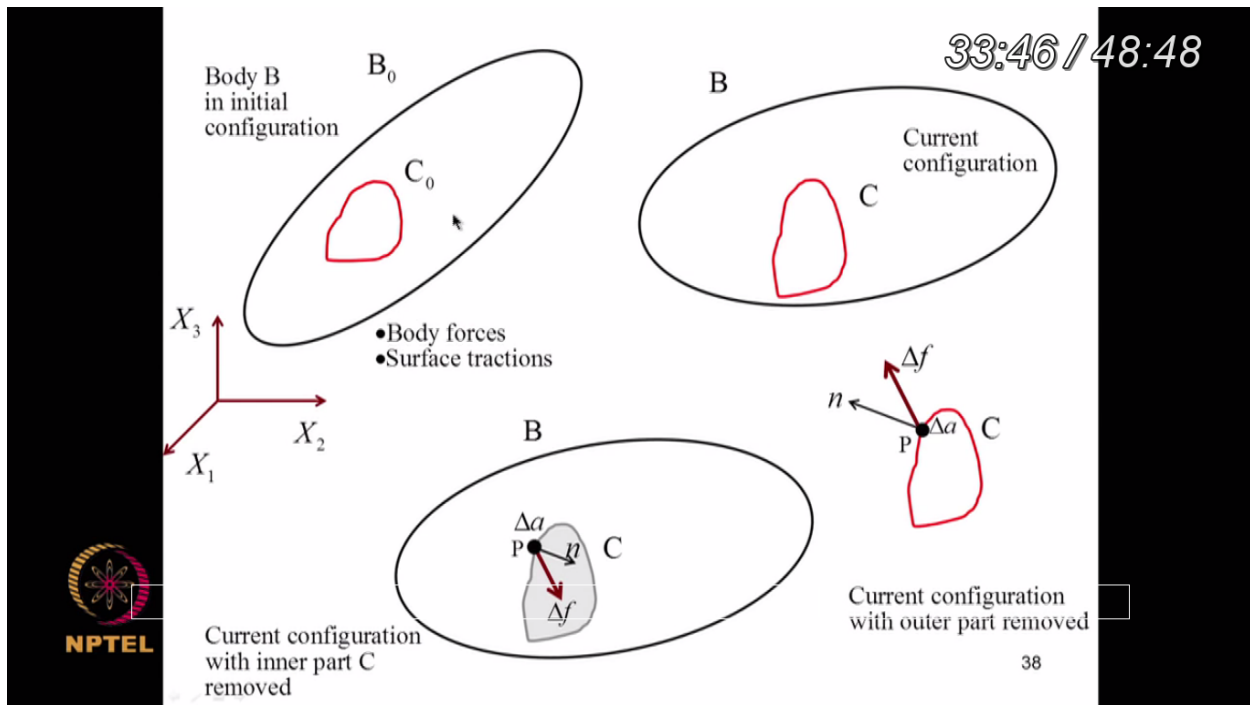 33:46 / 48:48
Body B
in initial
configuration
B0
C0
B
Current
configuration
C
X3
X2
X1
•Body forces
•Surface tractions
Δf
n
P
Δa
C
B
Δa
P
n
C
Δf
Current configuration
with inner part C
removed
Current configuration
with outer part removed
38
NPTEL